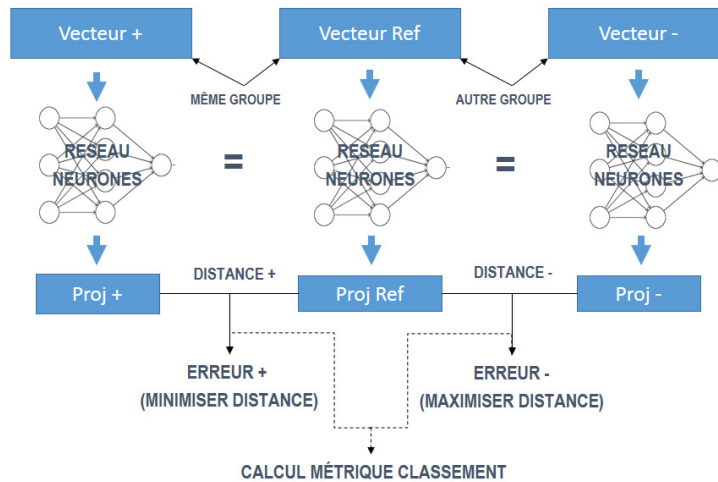 Vecteur +
Vecteur Ref
Vecteur -
MÊME GROUPE
AUTRE GROUPE
RESEAU
NEURONES
=
RESEAU
NEURONES
=
RESEAU
NEURONES
DISTANCE +
DISTANCE -
Proj +
Proj Ref
Proj -
ERREUR +
(MINIMISER DISTANCE)
ERREUR -
(MAXIMISER DISTANCE)
CALCUL MÉTRIQUE CLASSEMENT